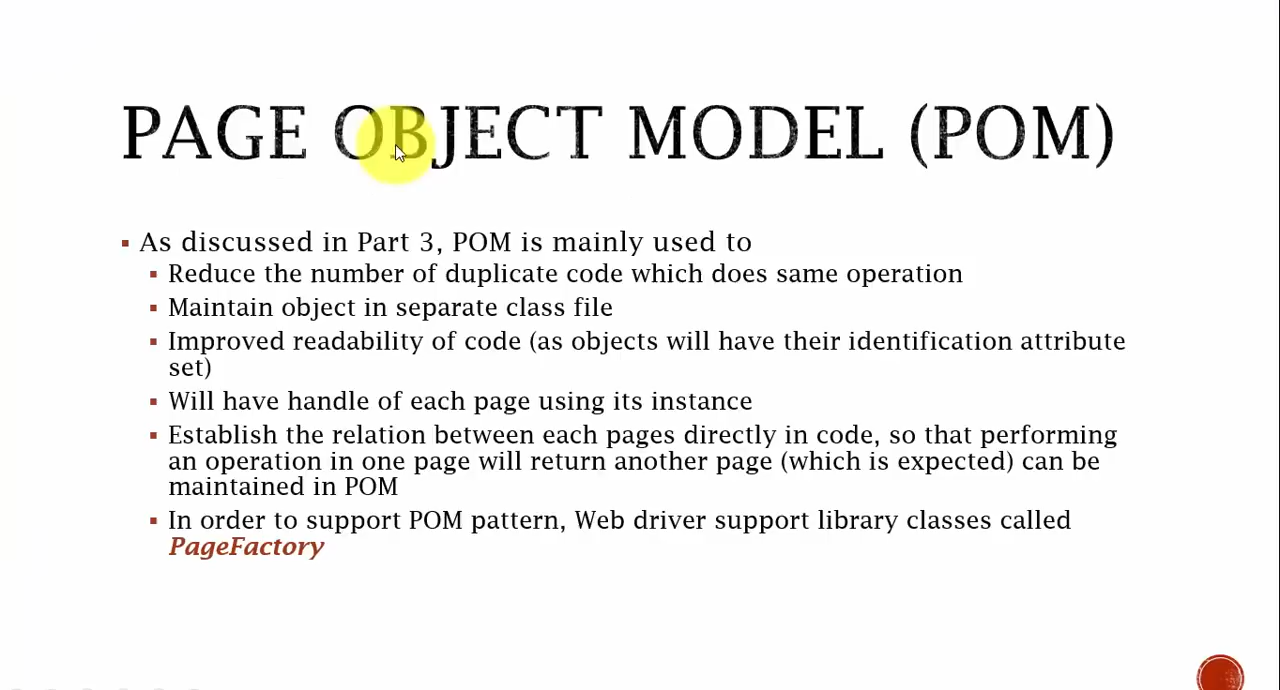 PAGE OBJECT MODEL (POM)
As discussed in Part 3, POM is mainly used to
Reduce the number of duplicate code which does same operation
Maintain object in separate class file
Improved readability of code (as objects will have their identification attribute
set)
Will have handle of each page using its instance
Establish the relation between each pages directly in code, so that performing
an operation in one page will return another page (which is expected) can be
maintained in POM
In order to support POM pattern, Web driver support library classes called
PageFactory